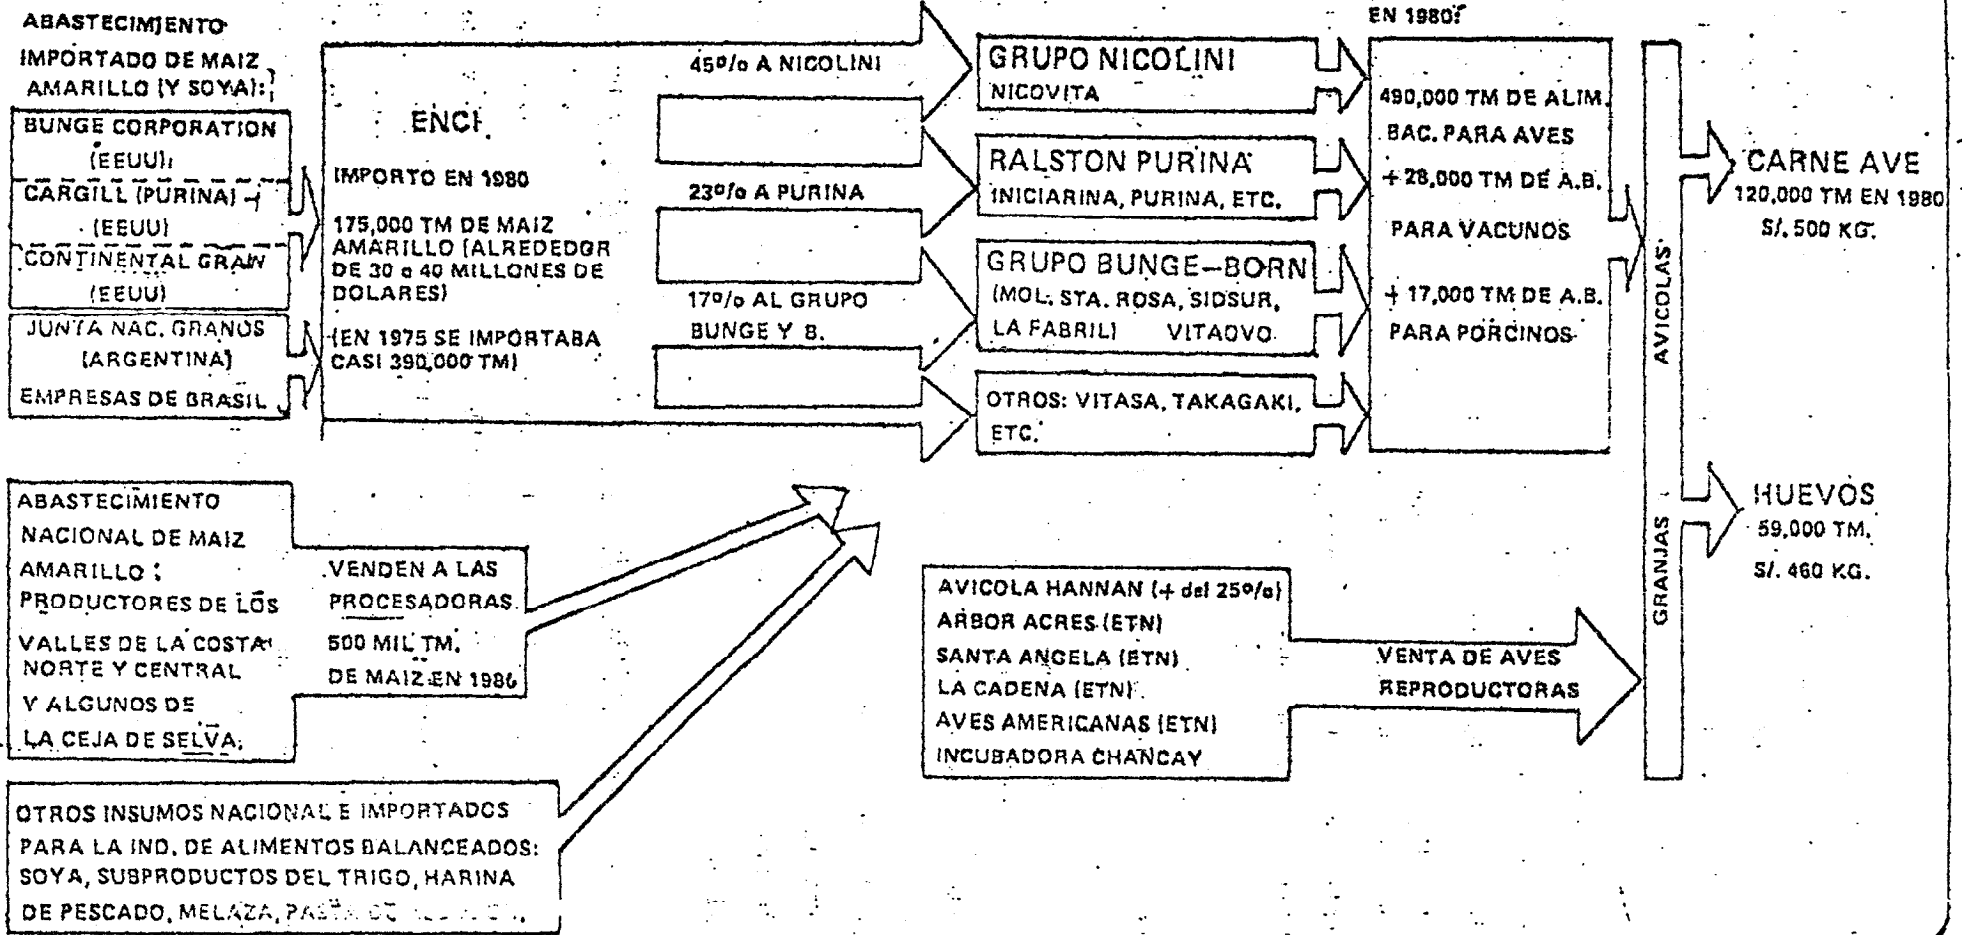 ABASTECIMIENTO
IMPORTADO DE MAIZ
AMARILLO (Y SOYA):
BUNGE CORPORATION
(EEUU)
CARGILL (PURINA)
(EEUU)
CONTINENTAL GRAIN
(EEUU)
JUNTA NAC. GRANOS
(ARGENTINA)
EMPRESAS DE BRASIL
ENCI.
IMPORTO EN 1980
175,000 TM DE MAIZ
AMARILLO (ALREDEDOR
DE 30 a 40 MILLONES DE
DOLARES)
(EN 1975 SE IMPORTABA
CASI 390,000 TM)
45o/o A NICOLINI
23o/o A PURINA
17o/o AL GRUPO
BUNGE Y B.
GRUPO NICOLINI
NICOVITA
RALSTON PURINA
INICIARINA, PURINA, ETC.
GRUPO BUNGE-BORN
(MOL. STA. ROSA, SIDSUR,
LA FABRIL) VITAOVO
OTROS: VITASA, TAKAGAKI,
ETC.
EN 1980:
490,000 TM DE ALIM.
BAC. PARA AVES
+ 28,000 TM DE A.B.
PARA VACUNOS
+ 17,000 TM DE A.B.
PARA PORCINOS
AVICOLAS
GRANJAS
CARNE AVE
120,000 TM EN 1980
S/. 500 KG.
HUEVOS
59,000 TM.
S/. 460 KG.
ABASTECIMIENTO
NACIONAL DE MAIZ
AMARILLO:
PRODUCTORES DE LOS
VALLES DE LA COSTA
NORTE Y CENTRAL
Y ALGUNOS DE
LA CEJA DE SELVA.
VENDEN A LAS
PROCESADORAS
500 MIL TM.
DE MAIZ EN 1980
OTROS INSUMOS NACIONAL E IMPORTADOS
PARA LA IND. DE ALIMENTOS BALANCEADOS:
SOYA, SUBPRODUCTOS DEL TRIGO, HARINA
DE PESCADO, MELAZA, PASTA DE
AVICOLA HANNAN (+ del 25o/o)
ARBOR ACRES (ETN)
SANTA ANGELA (ETN)
LA CADENA (ETN)
AVES AMERICANAS (ETN)
INCUBADORA CHANCAY
VENTA DE AVES
REPRODUCTORAS